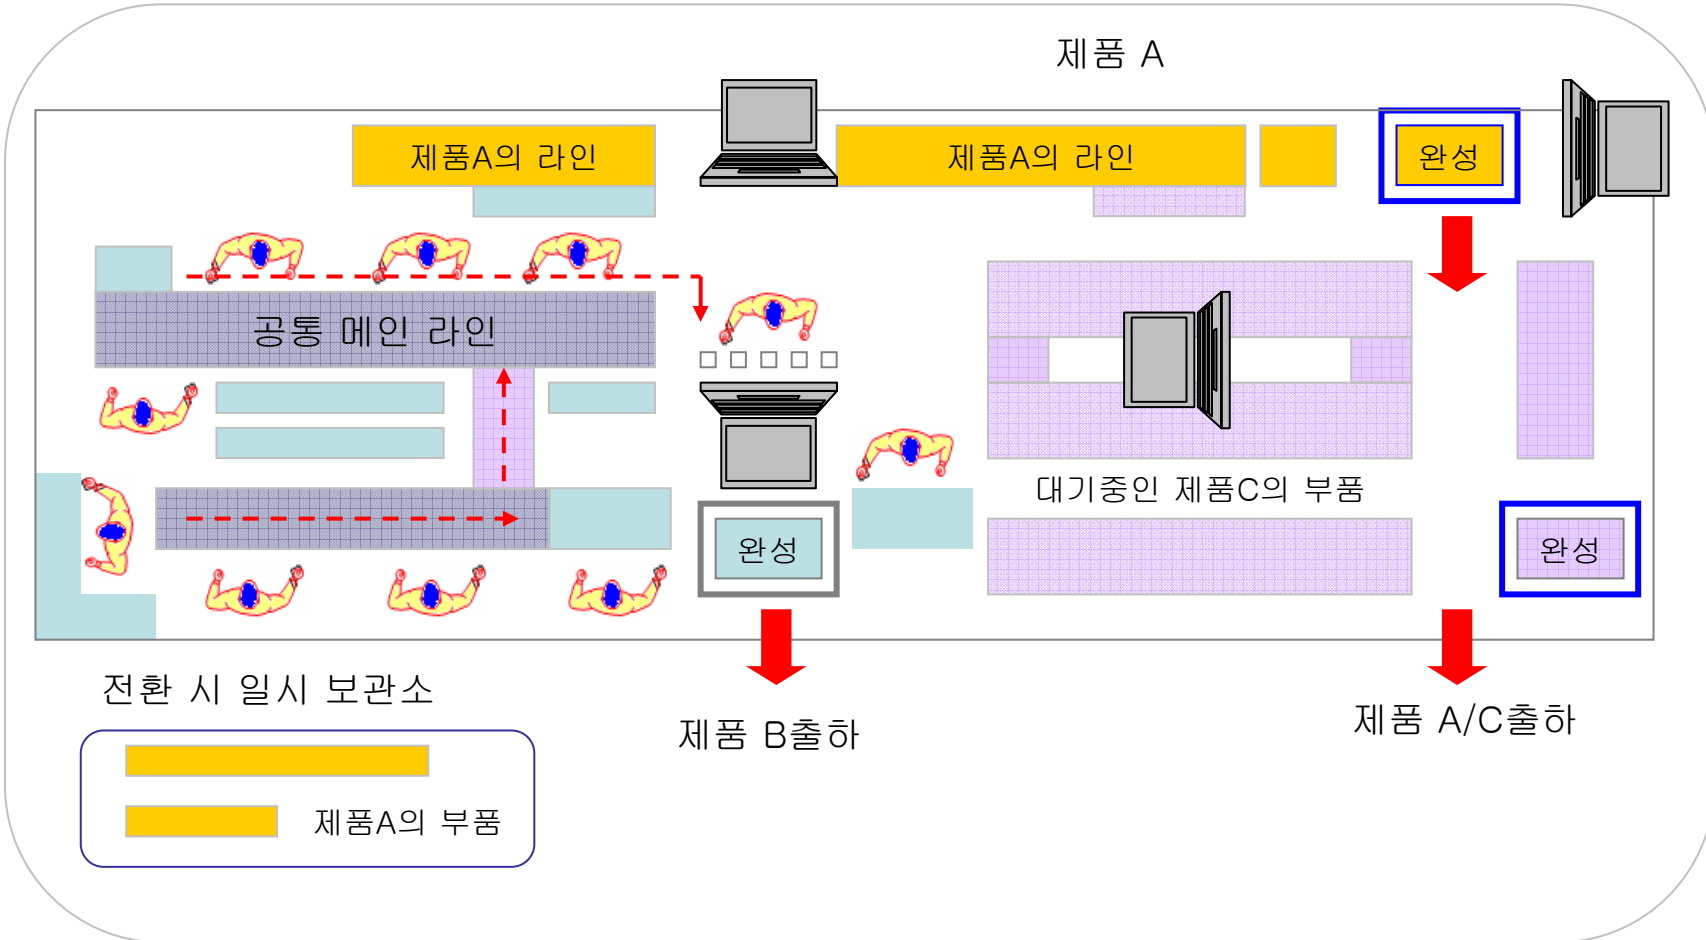 제품 A
제품A의 라인
제품A의 라인
완성
공통 메인 라인
대기중인 제품C의 부품
완성
완성
전환 시 일시 보관소
제품 B출하
제품 A/C출하
제품A의 부품